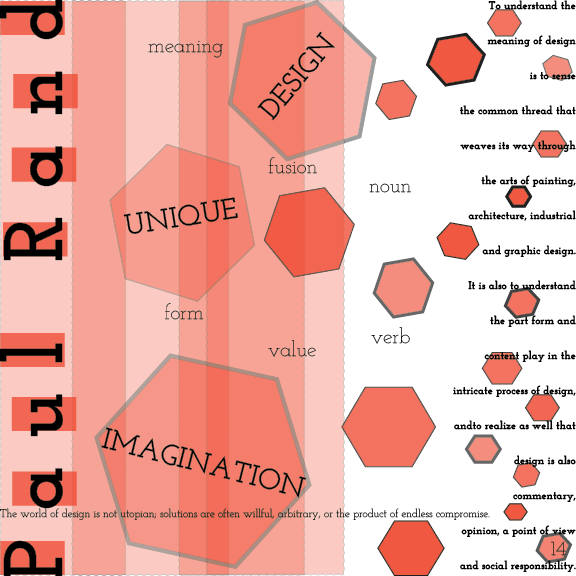 Paul Rand
meaning
DESIGN
fusion
UNIQUE
noun
form
value
verb
IMAGINATION
The world of design is not utopian; solutions are often willful, arbitrary, or the product of endless compromise.
To understand the
meaning of design
is to sense
the common thread that
weaves its way through
the arts of painting,
architecture, industrial
and graphic design.
It is also to understand
the part form and
content play in the
intricate process of design,
andto realize as well that
design is also
commentary,
opinion, a point of view
and social responsibility.
14